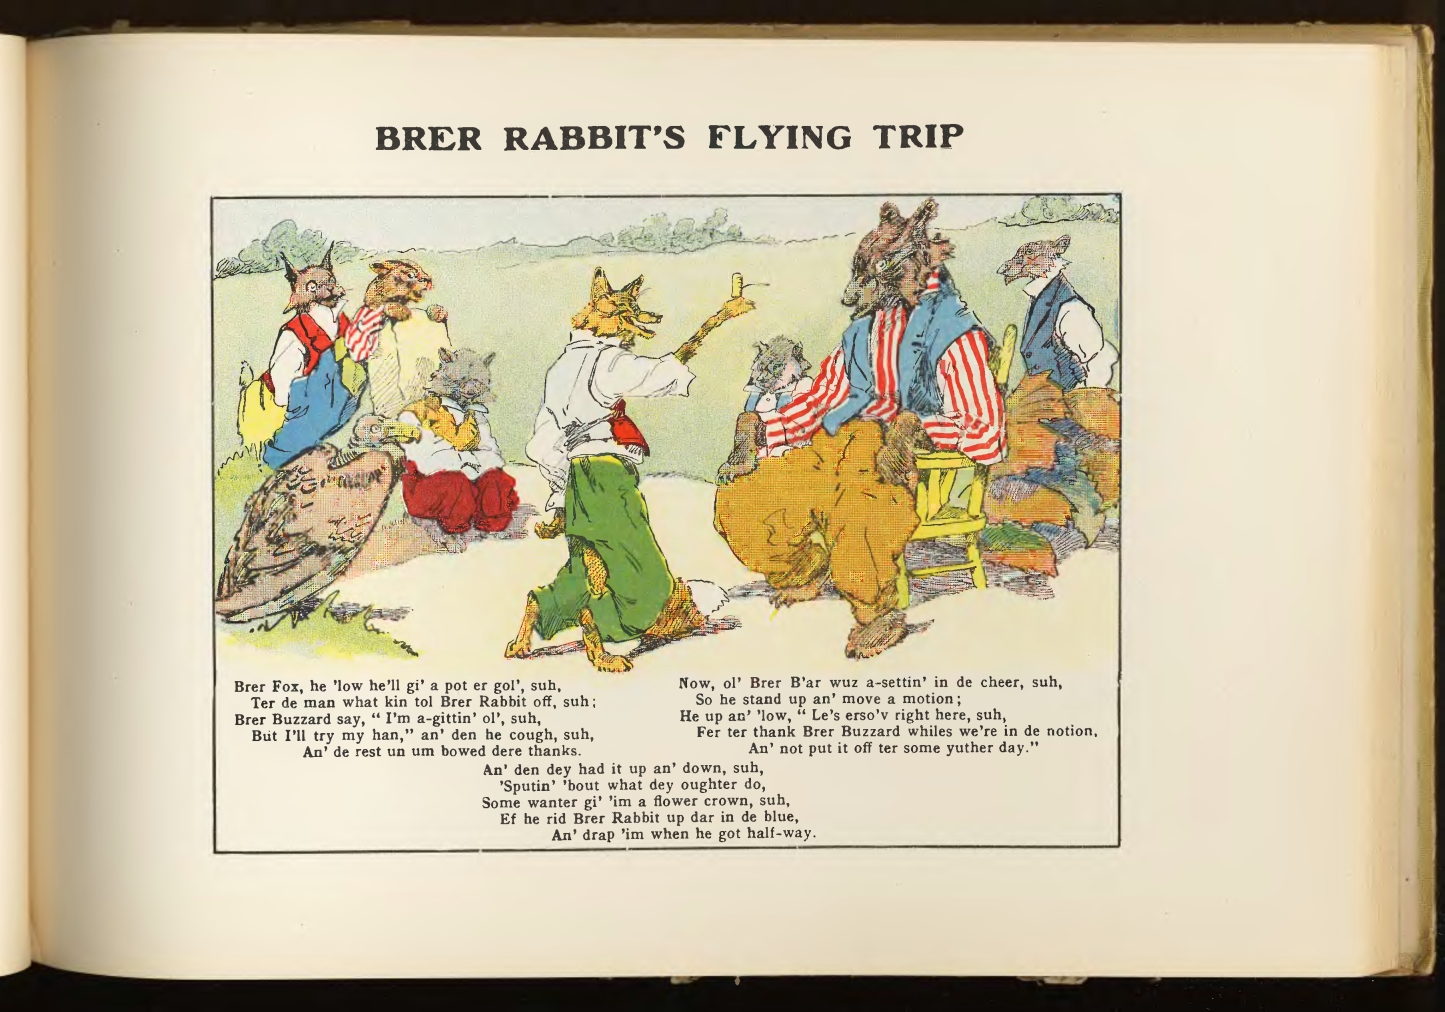 BRER RABBIT'S FLYING TRIP
Brer Fox, he 'low he'll gi' a pot er gol', suh,
Ter de man what kin tol Brer Rabbit off, suh;
Brer Buzzard say, “ I'm a-gittin' ol', suh,
But I'll try my han,” an' den he cough, suh,
An' de rest un um bowed dere thanks.
Now, ol' Brer B'ar wuz a-settin' in de cheer, suh,
So he stand up an' move a motion;
He up an' 'low, “ Le's erso'v right here, suh,
Fer ter thank Brer Buzzard whiles we're in de notion,
An' not put it off ter some yuther day.”
An' den dey had it up an' down, suh,
'Sputin' 'bout what dey oughter do,
Some wanter gi' 'im a flower crown, suh,
Ef he rid Brer Rabbit up dar in de blue,
An' drap 'im when he got half-way.